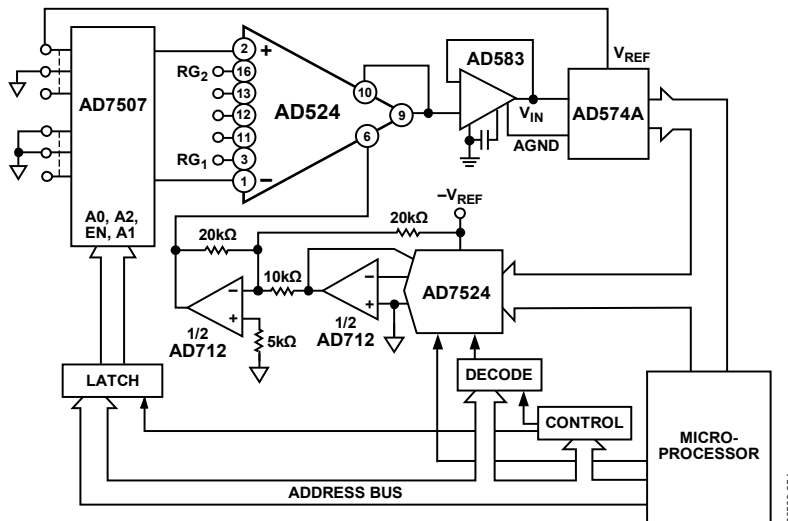 AD7507
A0, A2,
EN, A1
RG2
RG1
+
−
2
16
13
12
11
3
1
AD524
10
9
6
AD583
VIN
AGND
VREF
AD574A
–VREF
20kΩ
20kΩ
10kΩ
−
+
1/2
AD712
5kΩ
−
+
1/2
AD712
AD7524
LATCH
DECODE
CONTROL
MICRO-
PROCESSOR
ADDRESS BUS